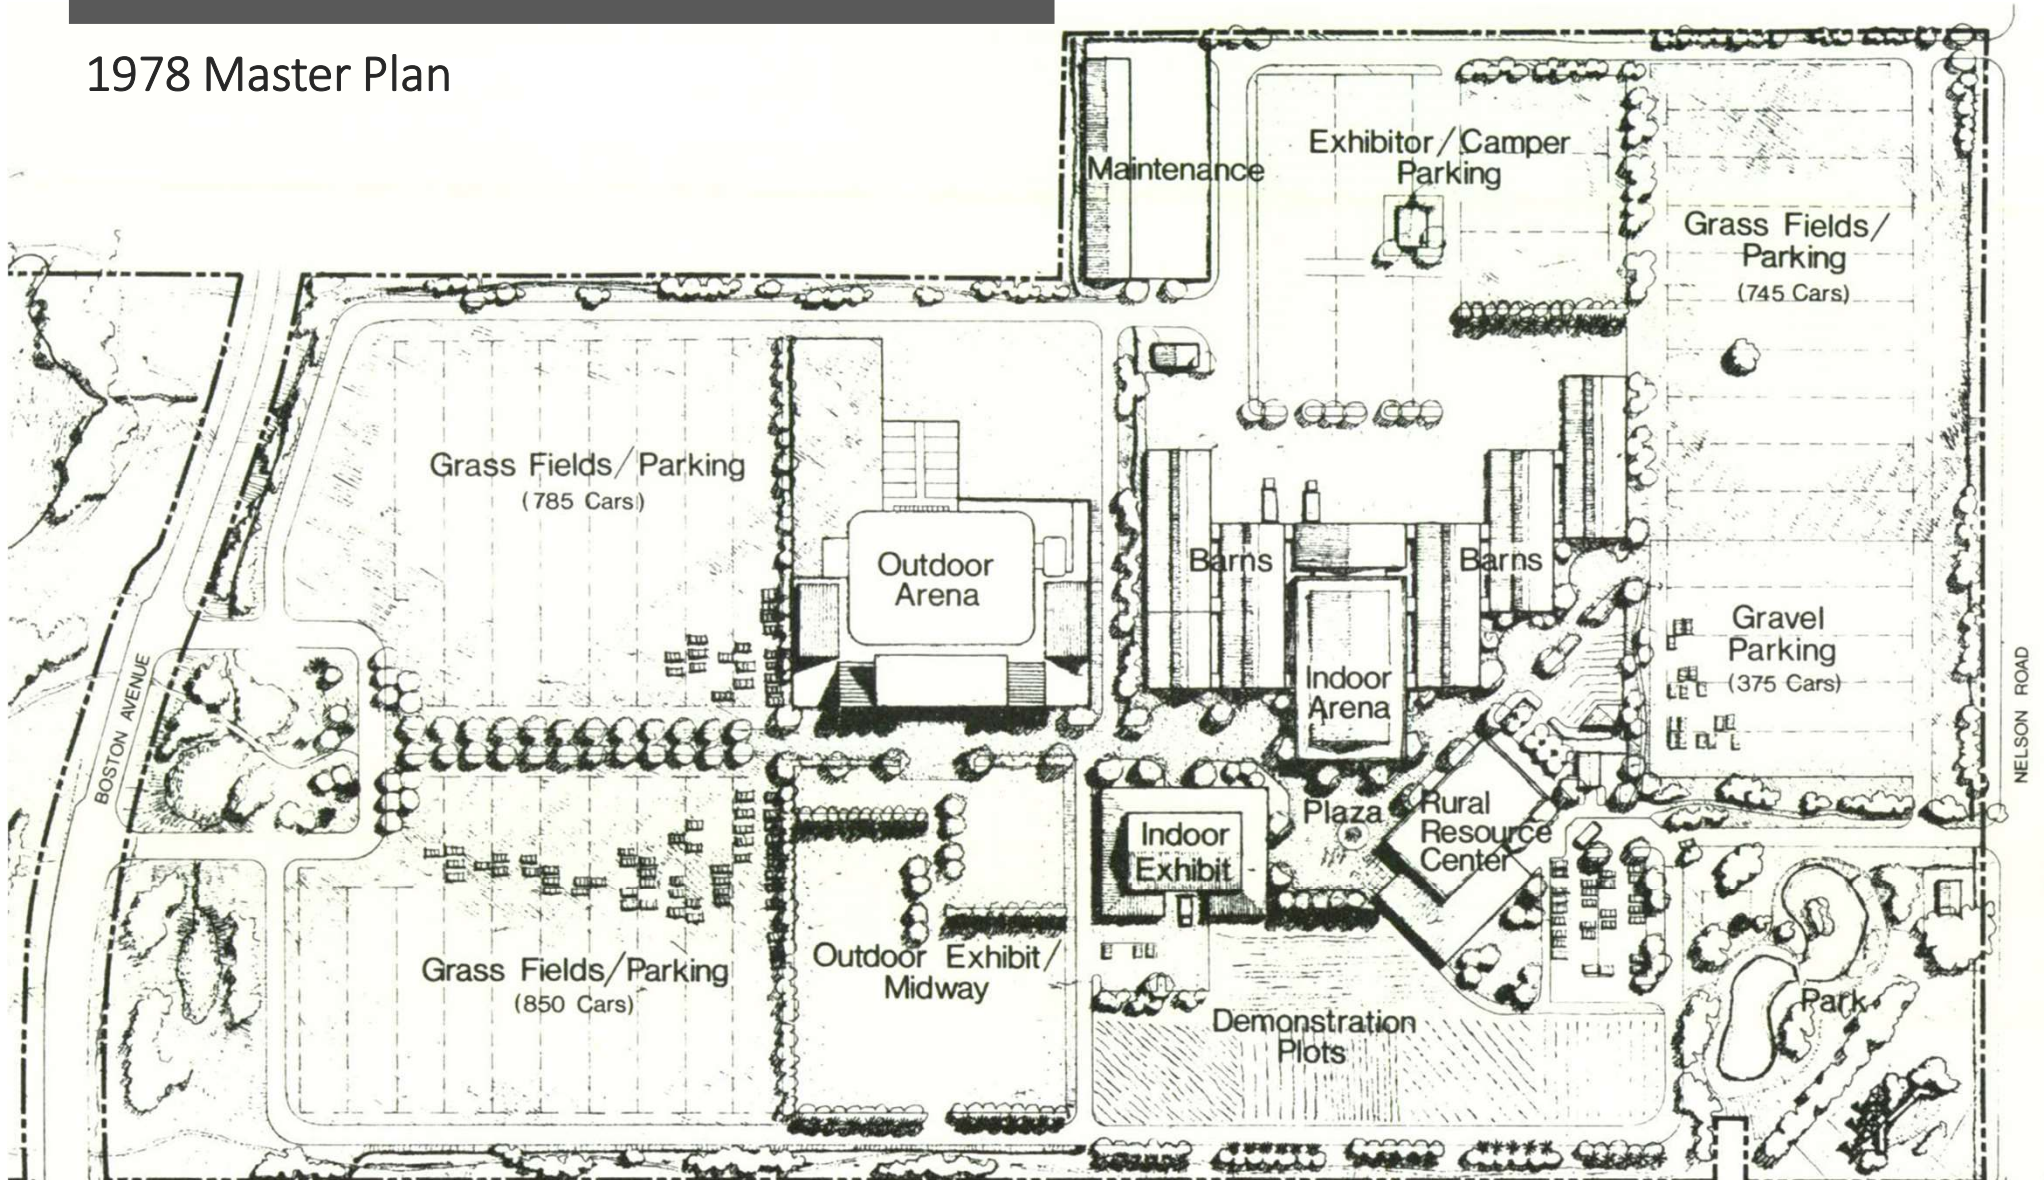 1978 Master Plan
Maintenance
Exhibitor/Camper
Parking
Grass Fields/
Parking
(745 Cars)
Grass Fields/Parking
(785 Cars)
Outdoor
Arena
Barns
Barns
Indoor
Arena
Gravel
Parking
(375 Cars)
BOSTON AVENUE
NELSON ROAD
Plaza
Rural
Resource
Center
Indoor
Exhibit
Grass Fields/Parking
(850 Cars)
Outdoor Exhibit/
Midway
Demonstration
Plots
Park